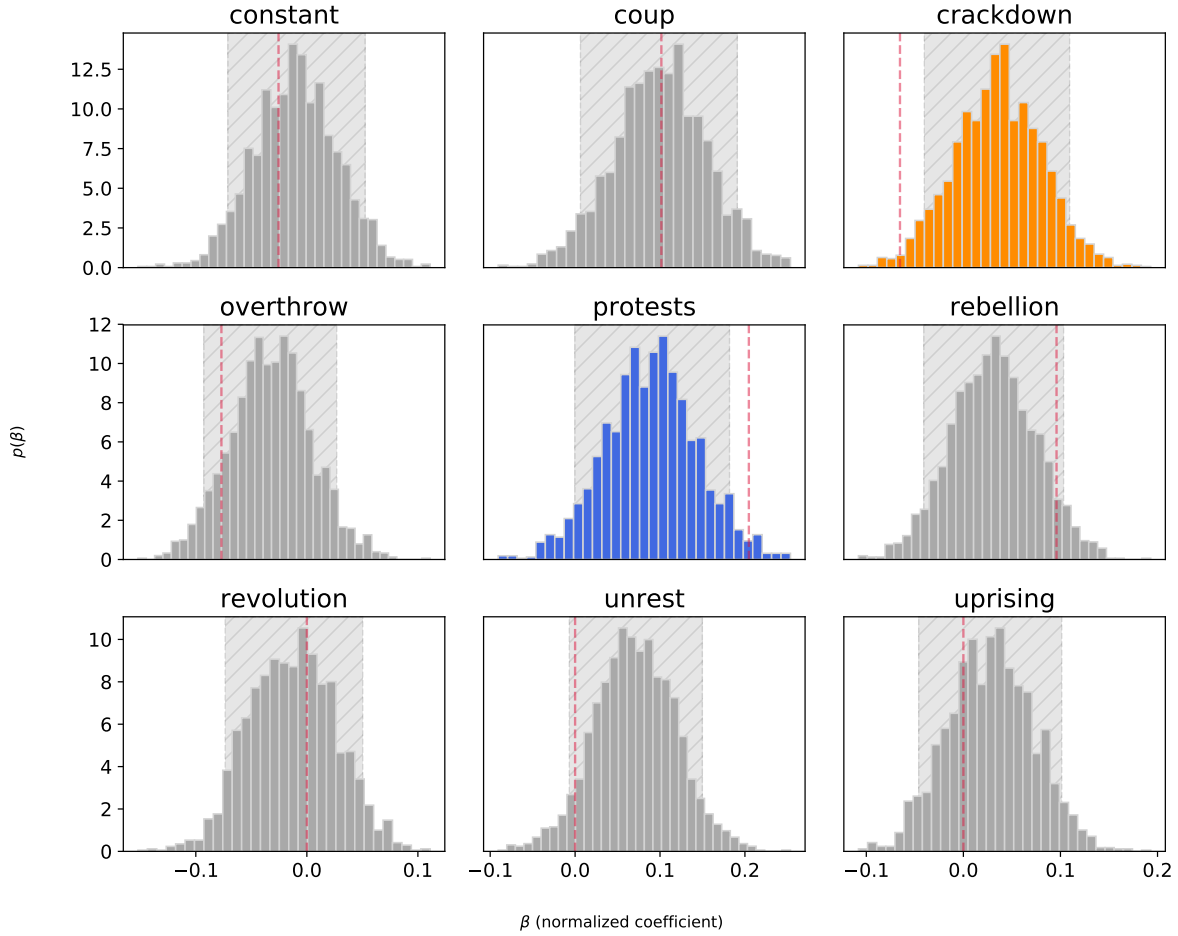 constant
coup
crackdown
12.5
10.0
7.5
5.0
2.5
0.0
overthrow
protests
rebellion
12
10
8
6
4
2
0
p(β)
revolution
unrest
uprising
10
8
6
4
2
0
−0.1 0.0 0.1
−0.1 0.0 0.1 0.2
−0.1 0.0 0.1 0.2
β (normalized coefficient)